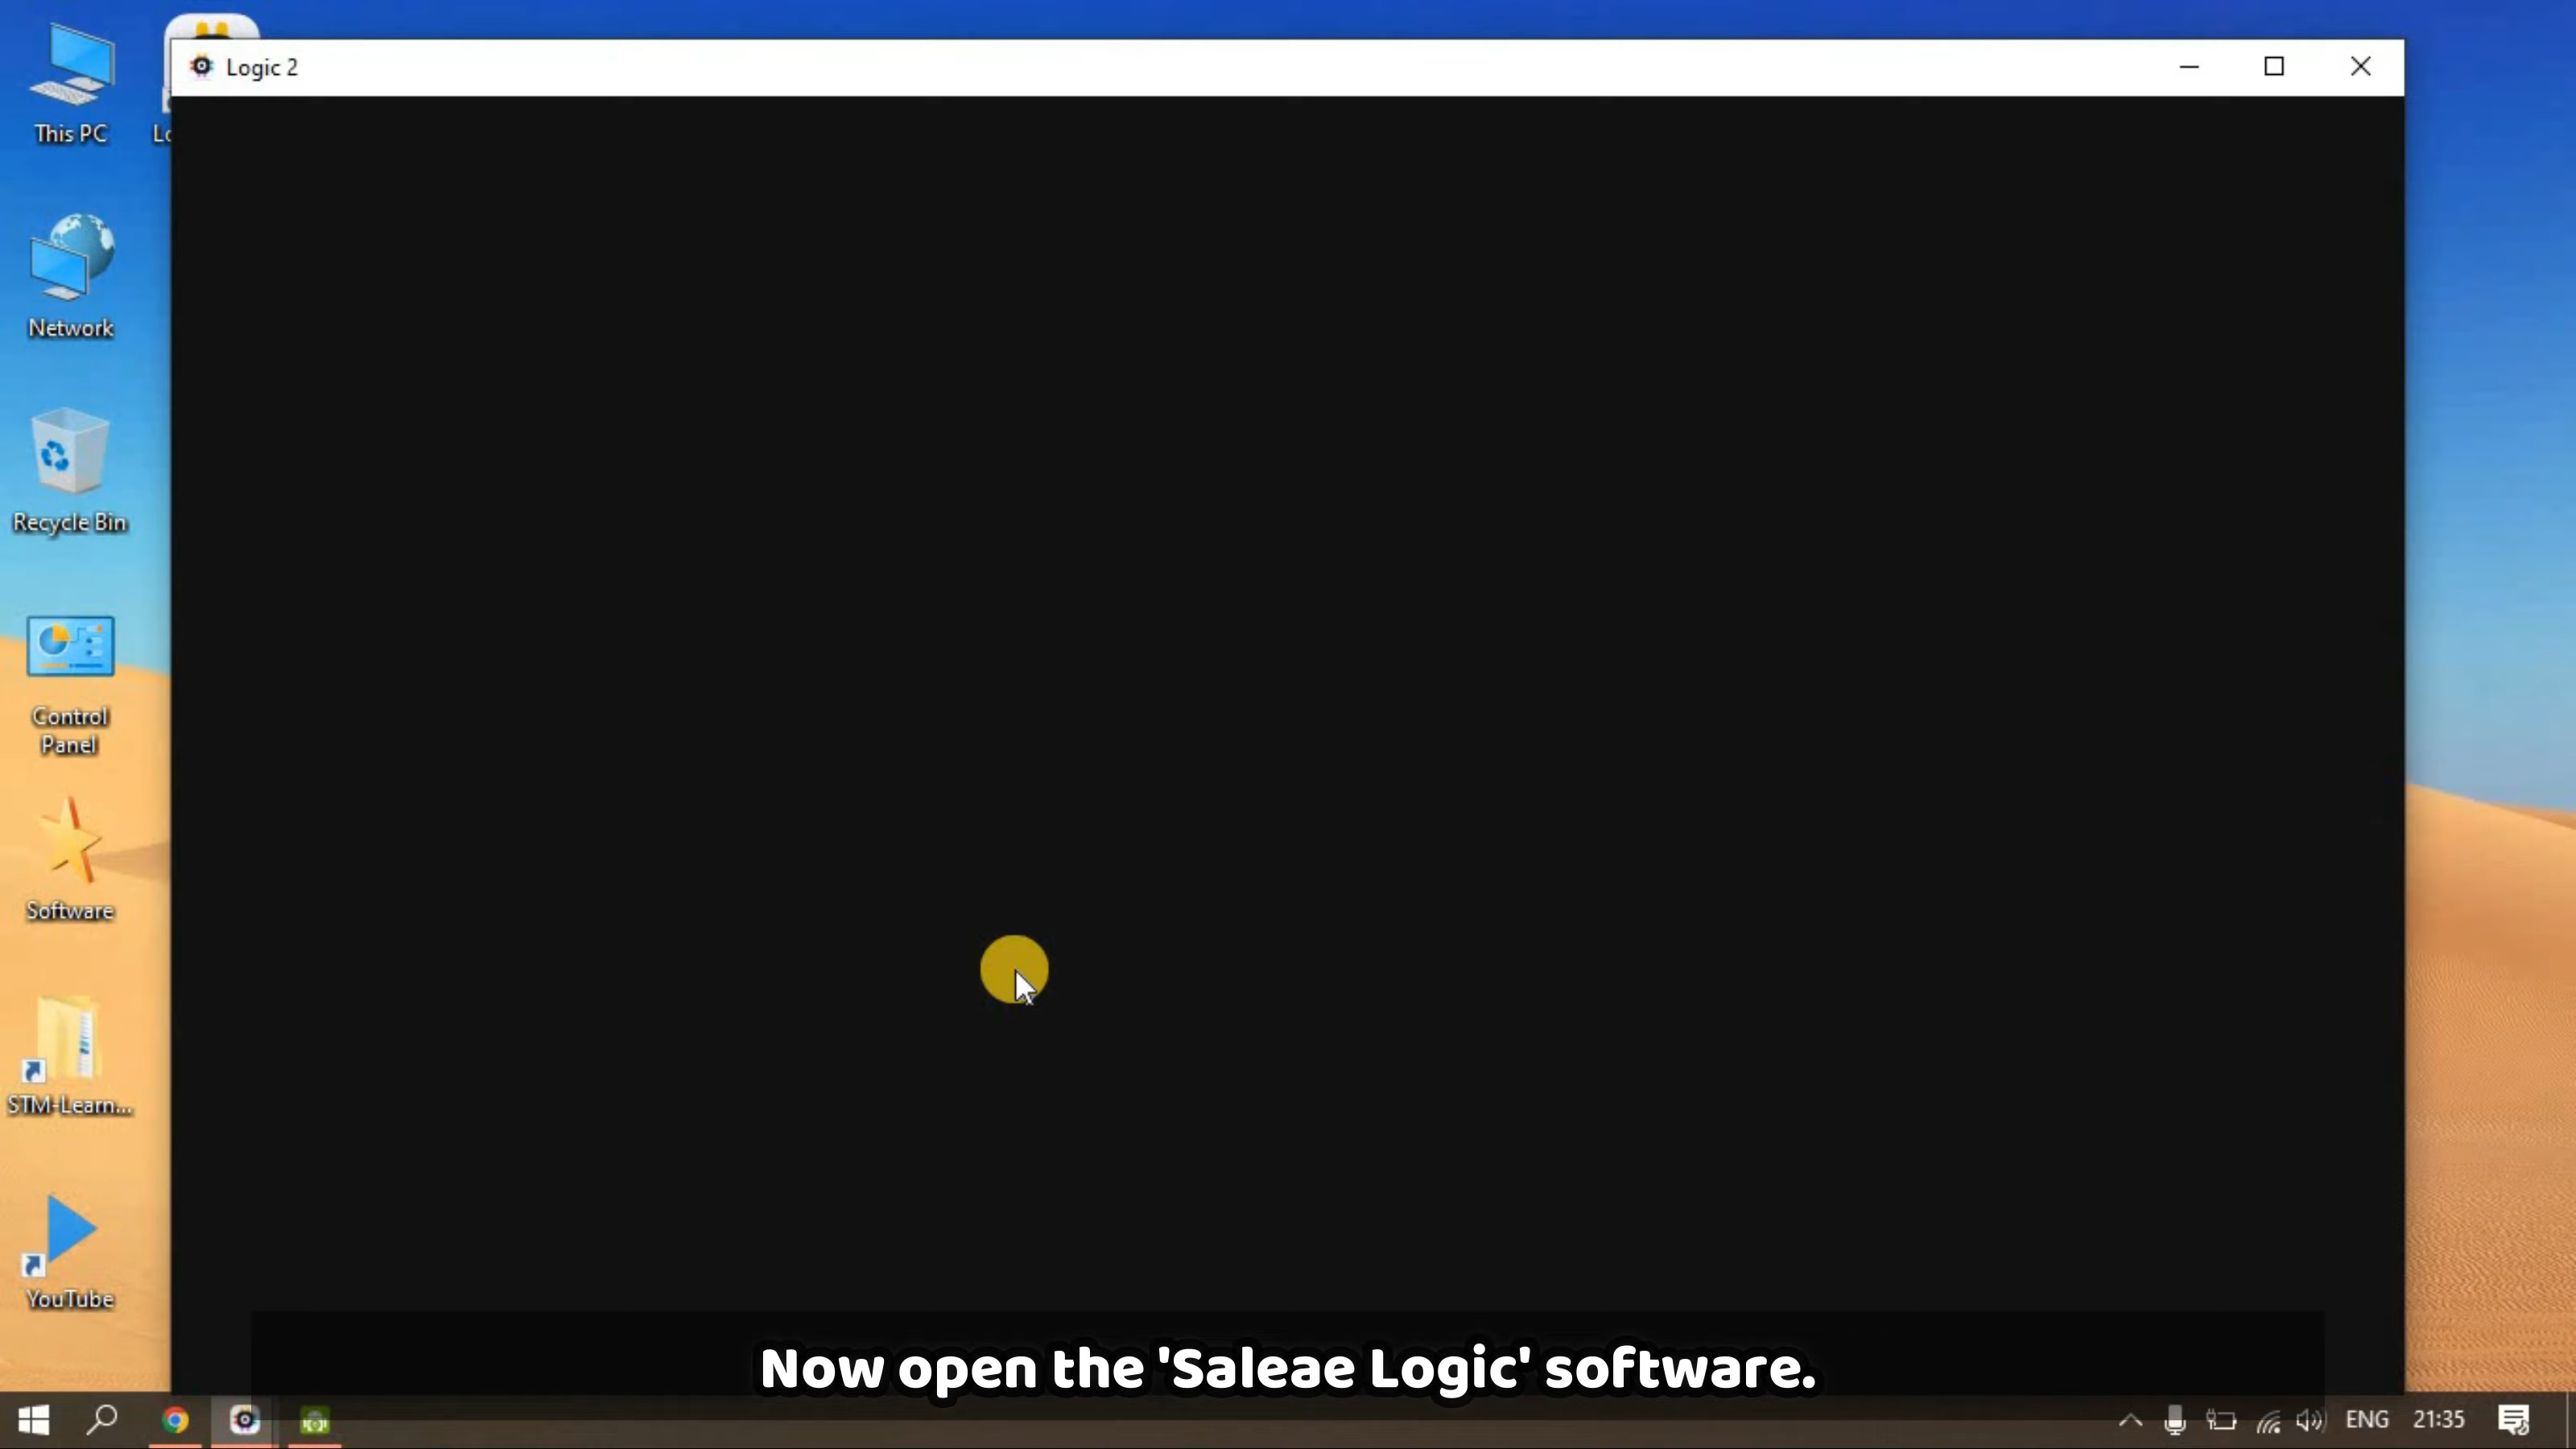 Logic 2
This PC
Lo
Network
Recycle Bin
Control
Panel
Software
STM-Learn...
YouTube
Now open the 'Saleae Logic' software.
ENG
21:35